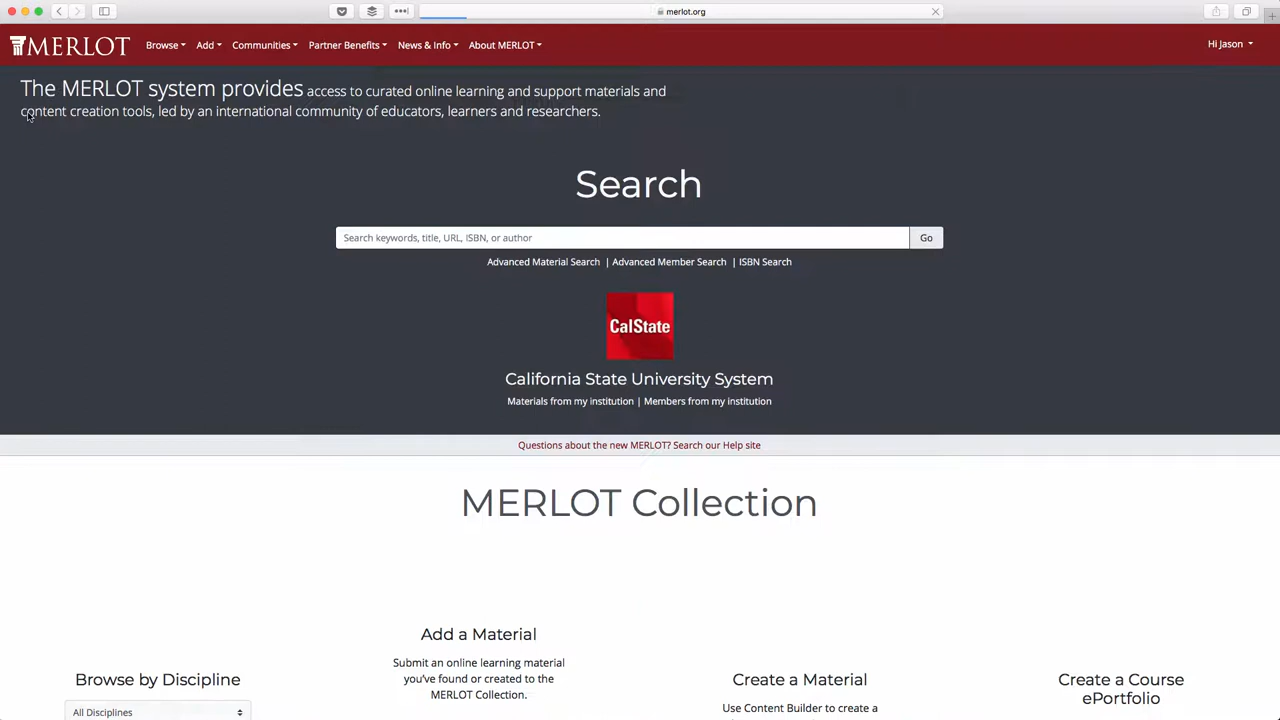 merlot.org
MERLOT Browse Add Communities Partner Benefits News & Info About MERLOT Hi Jason
The MERLOT system provides access to curated online learning and support materials and
content creation tools, led by an international community of educators, learners and researchers.
Search
Search keywords, title, URL, ISBN, or author Go
Advanced Material Search | Advanced Member Search | ISBN Search
CalState
California State University System
Materials from my institution | Members from my institution
Questions about the new MERLOT? Search our Help site
MERLOT Collection
Browse by Discipline
All Disciplines
Add a Material
Submit an online learning material
you've found or created to the
MERLOT Collection.
Create a Material
Use Content Builder to create a
Create a Course
ePortfolio